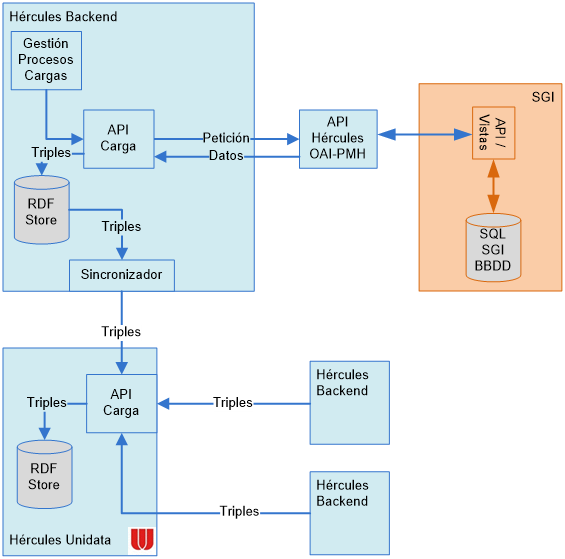 Hércules Backend
Gestión
Procesos
Cargas
API
Carga
Petición
Datos
API
Hércules
OAI-PMH
SGI
API /
Vistas
SQL
SGI
BBDD
Triples
RDF
Store
Triples
Sincronizador
Triples
API
Carga
Triples
RDF
Store
Triples
Hércules
Backend
Triples
Hércules
Backend
Hércules Unidata